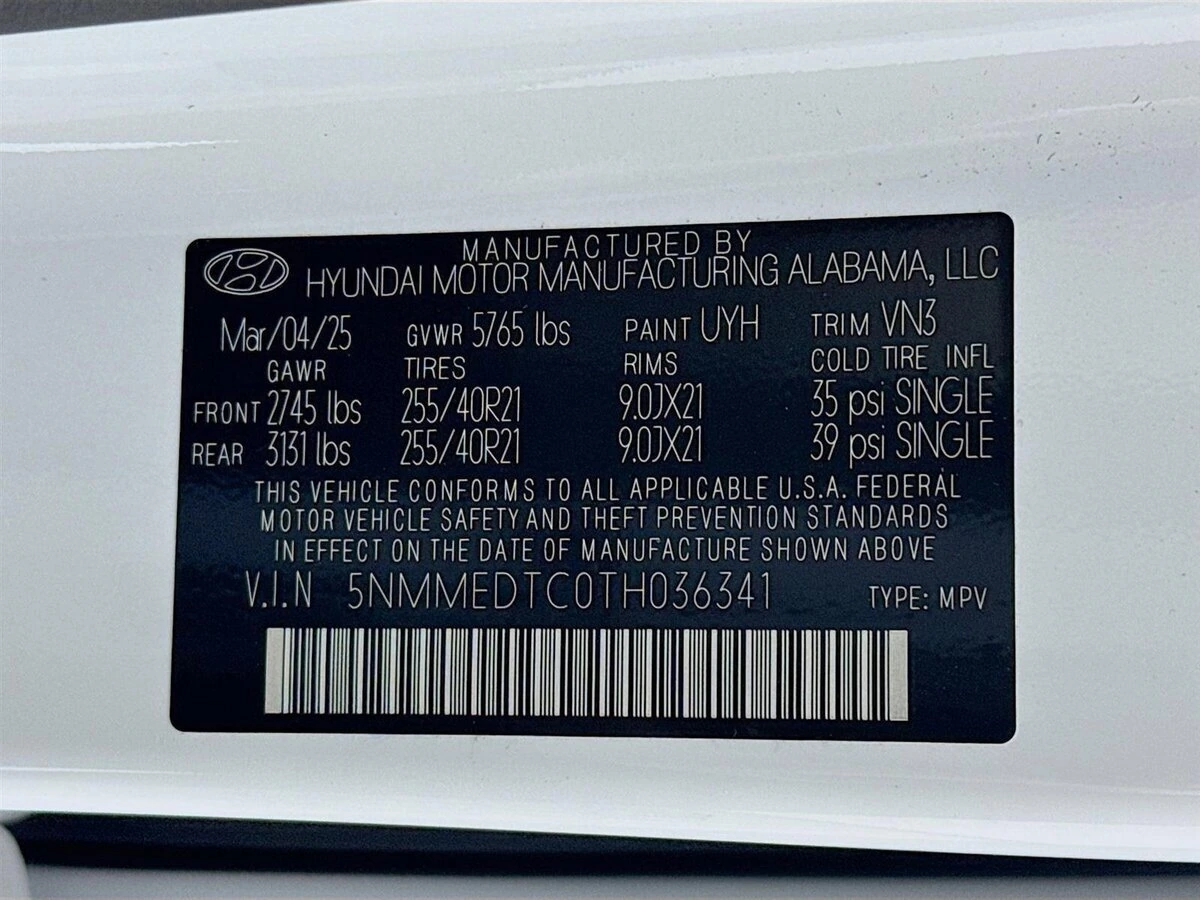 MANUFACTURED BY
HYUNDAI MOTOR MANUFACTURING ALABAMA, LLC
Mar/04/25 GVWR 5765 lbs PAINT UYH TRIM VN3
GAWR TIRES RIMS COLD TIRE INFL
FRONT 2745 lbs 255/40R21 9.0JX21 35 psi SINGLE
REAR 3131 lbs 255/40R21 9.0JX21 39 psi SINGLE
THIS VEHICLE CONFORMS TO ALL APPLICABLE U.S.A. FEDERAL
MOTOR VEHICLE SAFETY AND THEFT PREVENTION STANDARDS
IN EFFECT ON THE DATE OF MANUFACTURE SHOWN ABOVE
V.I.N 5NMMEDTC0TH036341 TYPE: MPV